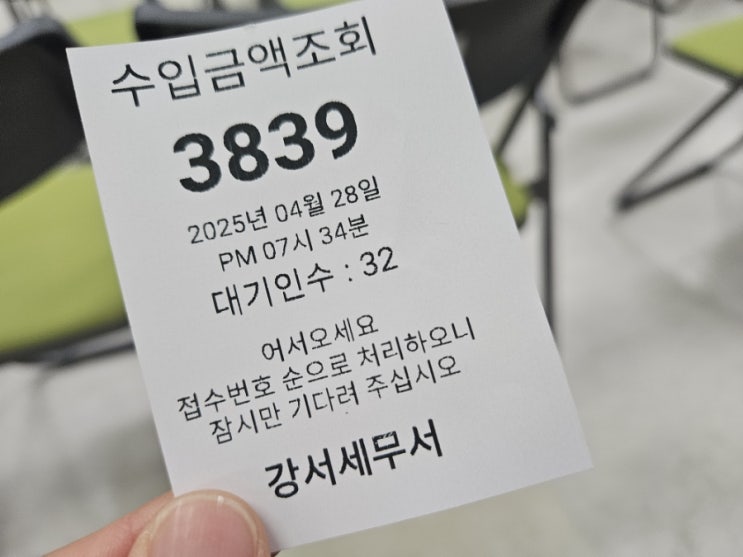 수입금액조회
3839
2025년 04월 28일
PM 07시 34분
대기인수 : 32
어서오세요
접수번호 순으로 처리하오니
잠시만 기다려 주십시오
강서세무서